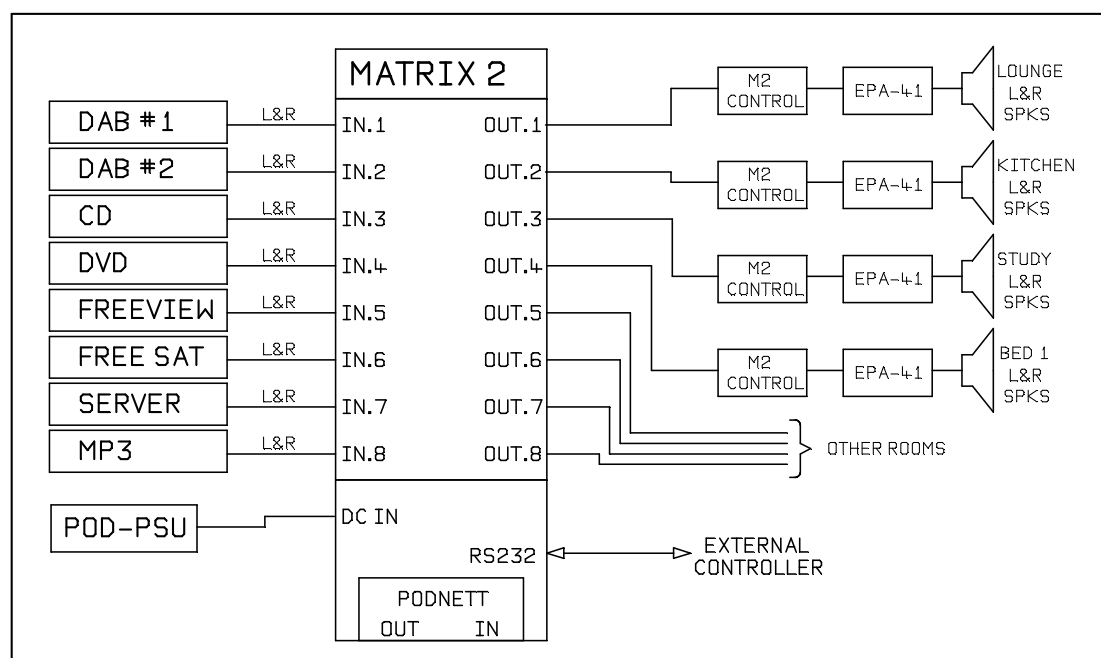 MATRIX 2
DAB #1
L&R
IN.1
OUT.1
M2
CONTROL
EPA-41
LOUNGE
L&R
SPKS
DAB #2
L&R
IN.2
OUT.2
M2
CONTROL
EPA-41
KITCHEN
L&R
SPKS
CD
L&R
IN.3
OUT.3
M2
CONTROL
EPA-41
STUDY
L&R
SPKS
DVD
L&R
IN.4
OUT.4
M2
CONTROL
EPA-41
BED 1
L&R
SPKS
FREEVIEW
L&R
IN.5
OUT.5
FREE SAT
L&R
IN.6
OUT.6
SERVER
L&R
IN.7
OUT.7
MP3
L&R
IN.8
OUT.8
OTHER ROOMS
POD-PSU
DC IN
RS232
EXTERNAL
CONTROLLER
PODNETT
OUT IN